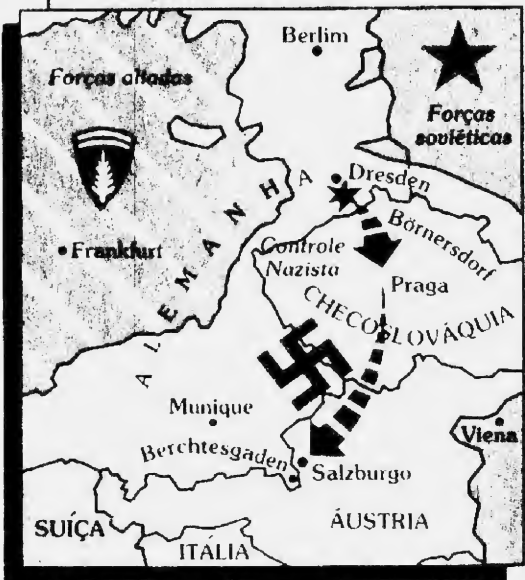 Berlim
Forças aliadas
Forças
soviéticas
Dresden
ALEMANHA
Börnersdorf
Frankfurt
Controle
Nazista
Praga
CHECOSLOVÁQUIA
Munique
Viena
Berchtesgaden
Salzburgo
SUÍÇA
ÁUSTRIA
ITÁLIA